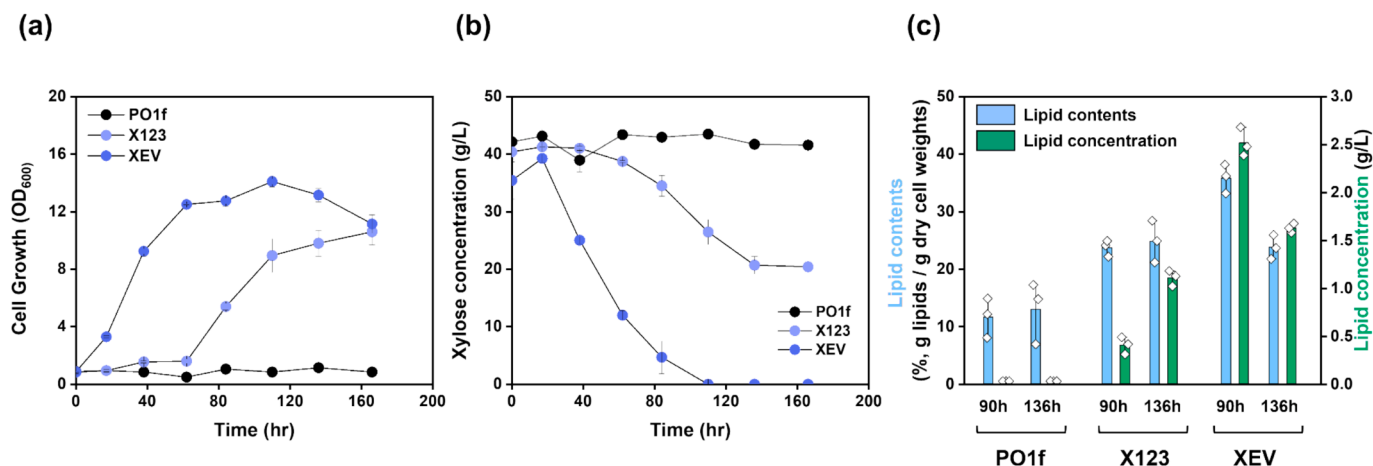 (a)
(b)
(c)
Cell Growth (OD600)
20
16
12
8
4
0
PO1f
X123
XEV
0
40
80
120
160
200
Time (hr)
Xylose concentration (g/L)
50
40
30
20
10
0
PO1f
X123
XEV
0
40
80
120
160
200
Time (hr)
Lipid contents
(%, g lipids / g dry cell weights)
50
40
30
20
10
0
Lipid contents
Lipid concentration
3.0
2.5
2.0
1.5
1.0
0.5
0.0
Lipid concentration (g/L)
90h 136h 90h 136h 90h 136h
PO1f X123 XEV